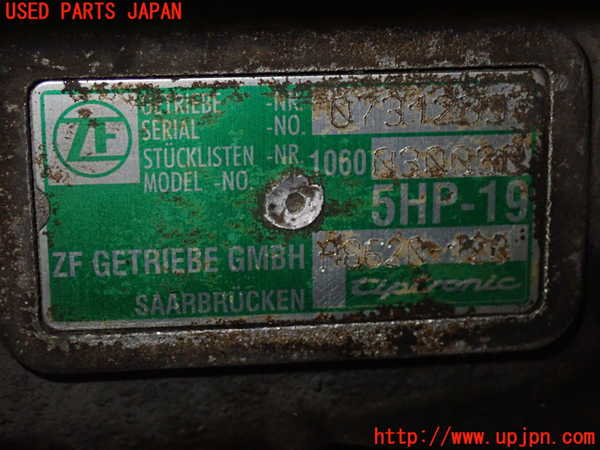 USED PARTS JAPAN
ZF
GETRIEBE -NR.
SERIAL -NO.
STÜCKLISTEN -NR. 1060
MODEL -NO.
5HP-19
ZF GETRIEBE GMBH
SAARBRÜCKEN tiptronic
http://www.upjpn.com/